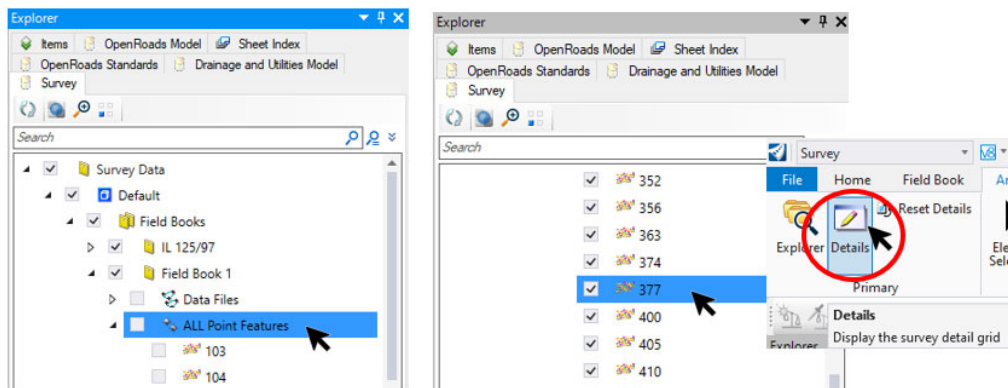 Explorer
Items OpenRoads Model Sheet Index
OpenRoads Standards Drainage and Utilities Model
Survey
Search
Survey Data
Default
Field Books
IL 125/97
Field Book 1
Data Files
ALL Point Features
103
104
Explorer
Items OpenRoads Model Sheet Index
OpenRoads Standards Drainage and Utilities Model
Survey
Search
352
356
363
374
377
400
405
410
Survey V8
File Home Field Book
Reset Details
Explorer Details
Primary
Details
Display the survey detail grid